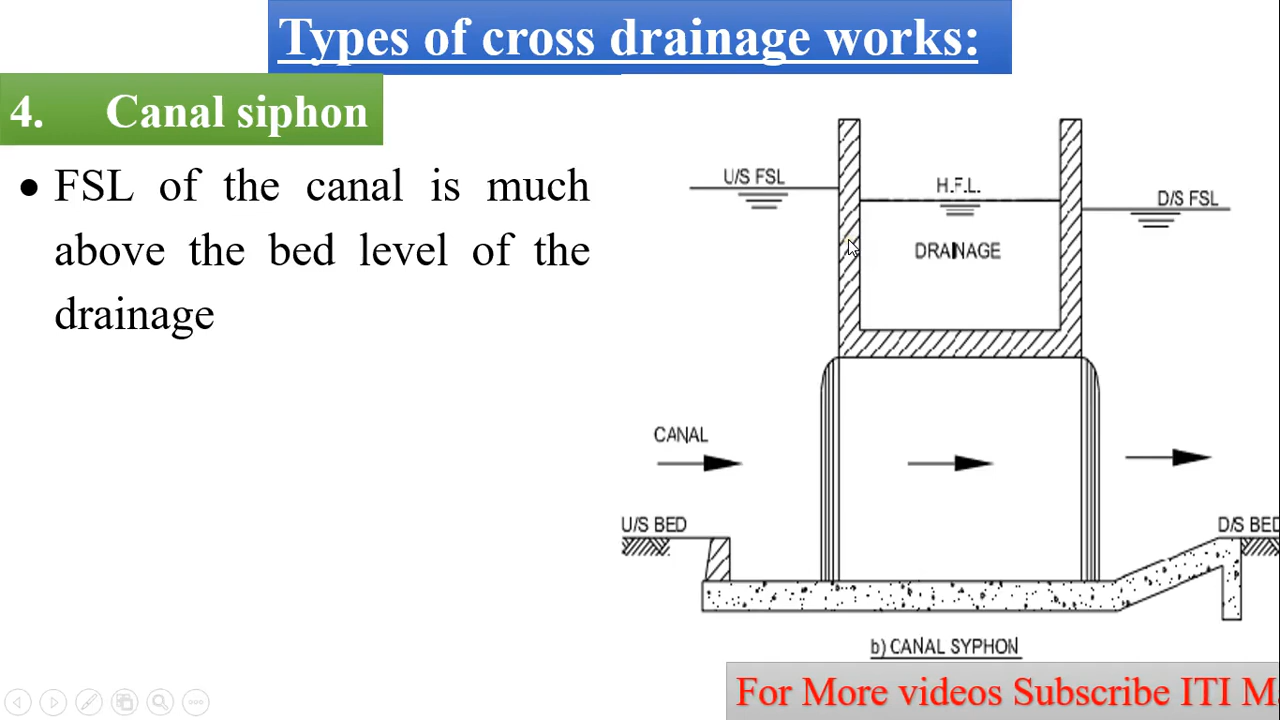 Types of cross drainage works:
4. Canal siphon
• FSL of the canal is much
above the bed level of the
drainage
U/S FSL
H.F.L.
D/S FSL
DRAINAGE
CANAL
U/S BED
D/S BED
b) CANAL SYPHON
For More videos Subscribe ITI M